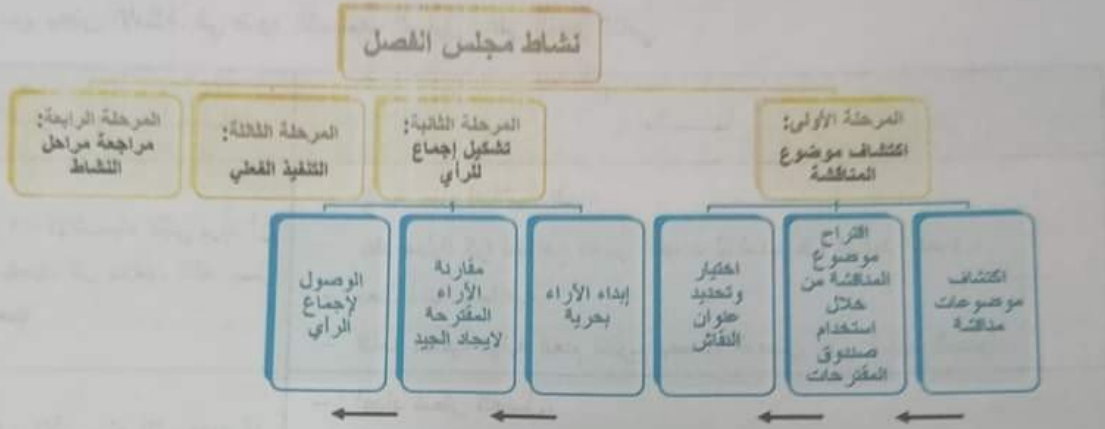 نشاط مجلس الفصل
المرحلة الأولى:
اكتشاف موضوع
المناقشة
المرحلة الثانية:
تشكيل إجماع
للرأي
المرحلة الثالثة:
التنفيذ الفعلي
المرحلة الرابعة:
مراجعة مراحل
النشاط
اكتشاف
موضوعات
مناقشة
اقتراح
موضوع
المناقشة من
خلال
استخدام
صندوق
المقترحات
اختيار
وتحديد
عنوان
النقاش
إبداء الآراء
بحرية
مقارنة
الآراء
المقترحة
لايجاد الجيد
الوصول
لإجماع
الرأي